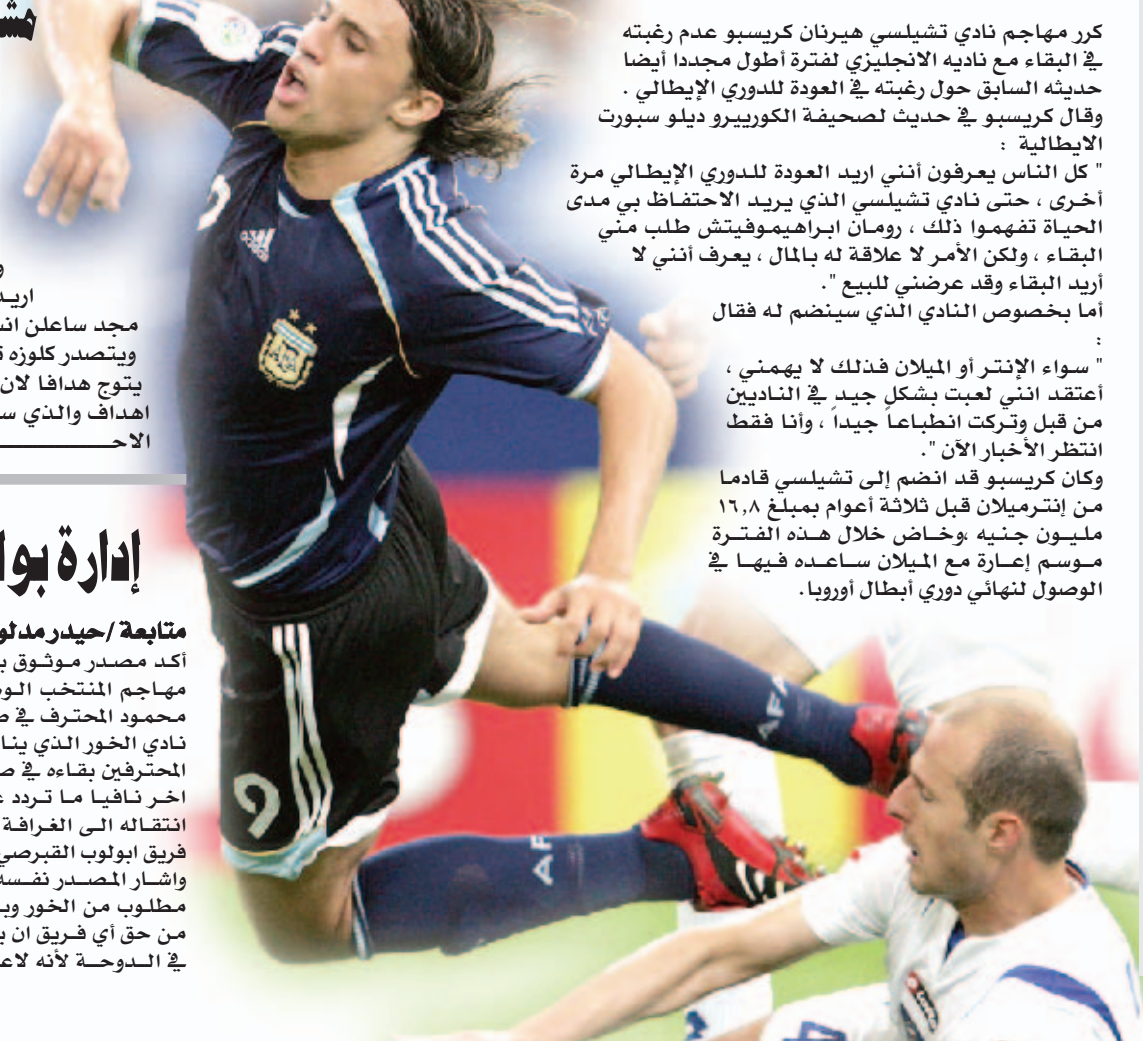 كرر مهاجم نادي تشيلسي هيرنان كريسبو عدم رغبته
في البقاء مع ناديه الانجليزي لفترة أطول مجددا أيضا
حديثه السابق حول رغبته في العودة للدوري الإيطالي .
وقال كريسبو في حديث لصحيفة الكورييرو ديلو سبورت
الايطالية :
" كل الناس يعرفون أنني اريد العودة للدوري الإيطالي مرة
أخرى ، حتى نادي تشيلسي الذي يريد الاحتفاظ بي مدى
الحياة تفهموا ذلك ، رومان ابراهيموفيتش طلب مني
البقاء ، ولكن الأمر لا علاقة له بالمال ، يعرف أنني لا
أريد البقاء وقد عرضني للبيع ".
أما بخصوص النادي الذي سينضم له فقال
:
" سواء الإنتر أو الميلان فذلك لا يهمني ،
أعتقد انني لعبت بشكل جيد في الناديين
من قبل وتركت انطباعاً جيداً ، وأنا فقط
انتظر الأخبار الآن ".
وكان كريسبو قد انضم إلى تشيلسي قادما
من إنترميلان قبل ثلاثة أعوام بمبلغ ١٦,٨
مليون جنيه ،وخاض خلال هذه الفترة
موسم إعارة مع الميلان ساعده فيها في
الوصول لنهائي دوري أبطال أوروبا.
مجد ساعلن
ويتصدر كلوزه
يتوج هدافا لان
اهداف والذي
إدارة
متابعة /حيدر
أكد مصدر موثوق
مهاجم المنتخب
محمود المحترف في
نادي الخور الذي
المحترفين بقاءه في
اخر نافيا ما تردد
انتقاله الى الغرافة
فريق ابولوب القبرصي
واشار المصدر نفسه
مطلوب من الخور
من حق أي فريق ان
في الدوحة لأنه
adidas
AFA
9
AFA
AF